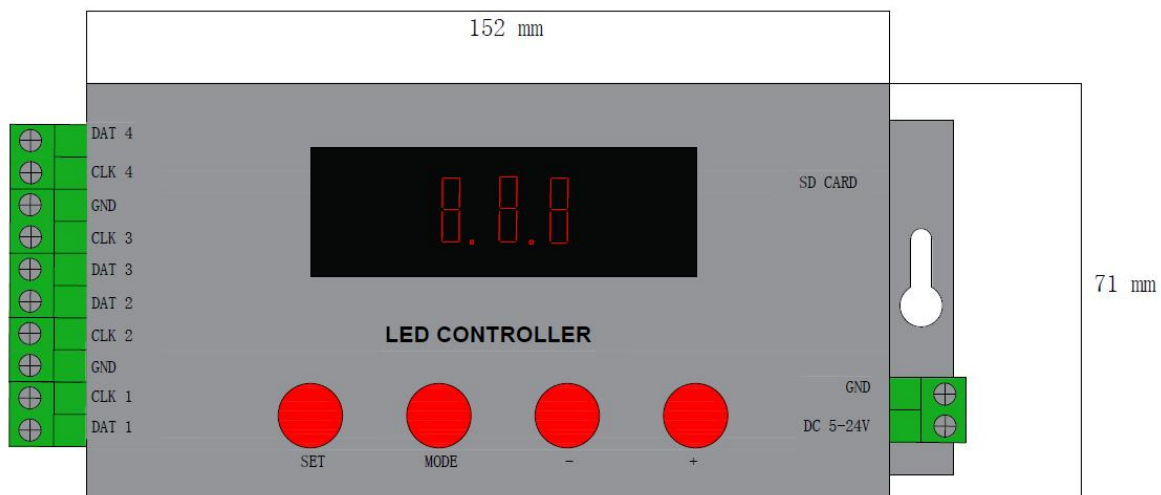 152 mm
DAT 4
CLK 4
GND
CLK 3
DAT 3
DAT 2
CLK 2
GND
CLK 1
DAT 1
8.8.8
SD CARD
71 mm
LED CONTROLLER
GND
DC 5-24V
SET
MODE
-
+